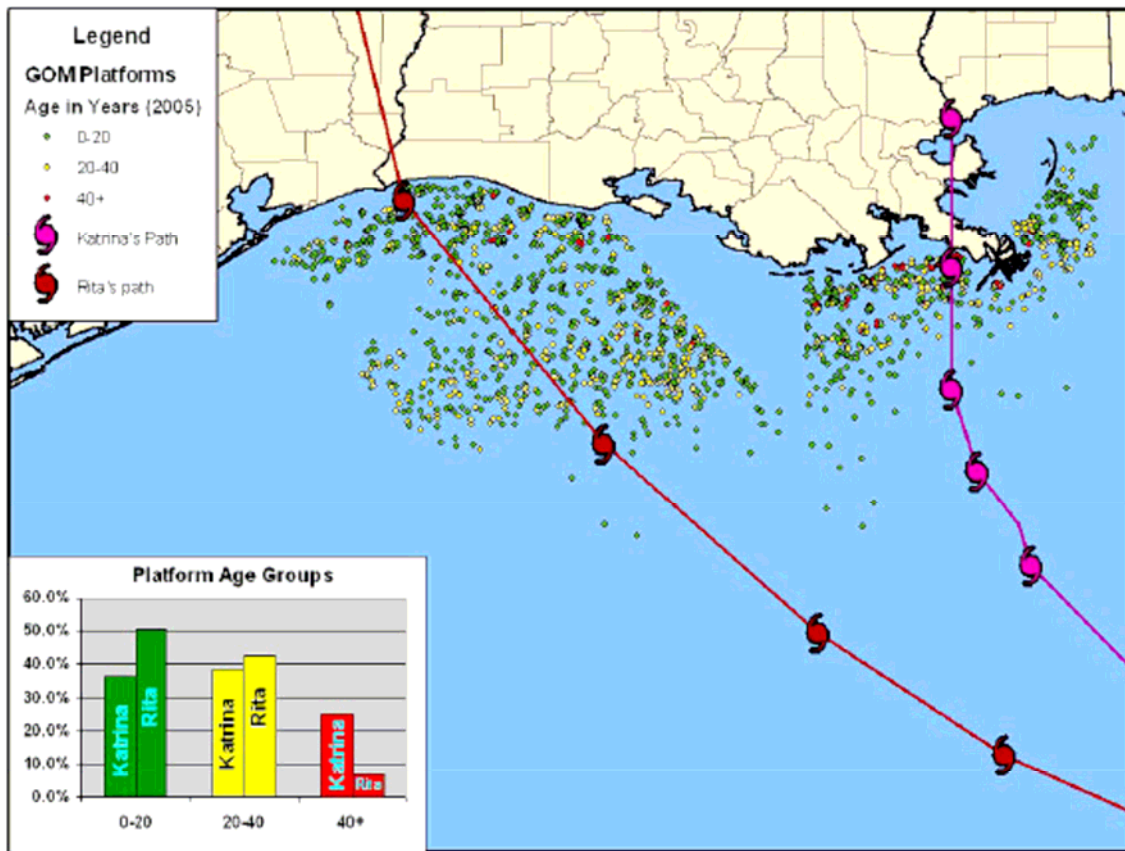 Legend
GOM Platforms
Age in Years (2005)
0-20
20-40
40+
Katrina's Path
Rita's path
Platform Age Groups
60.0%
50.0%
40.0%
30.0%
20.0%
10.0%
0.0%
Katrina
Rita
Katrina
Rita
Katrina
Rita
0-20
20-40
40+